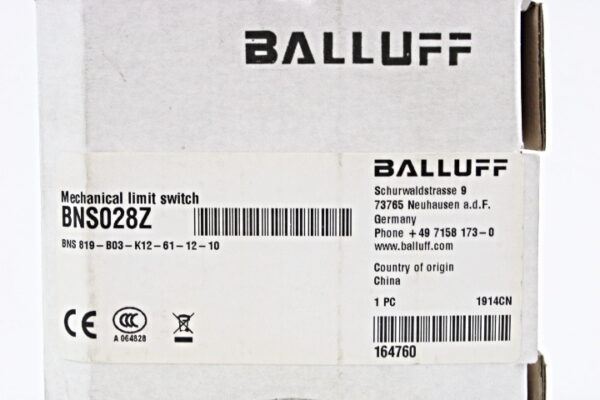 BALLUFF
Mechanical limit switch
BNS028Z
BNS 819-B03-K12-61-12-10
CE
CCC
A 064828
BALLUFF
Schurwaldstrasse 9
73765 Neuhausen a.d.F.
Germany
Phone +49 7158 173-0
www.balluff.com
Country of origin
China
1 PC 1914CN
164760